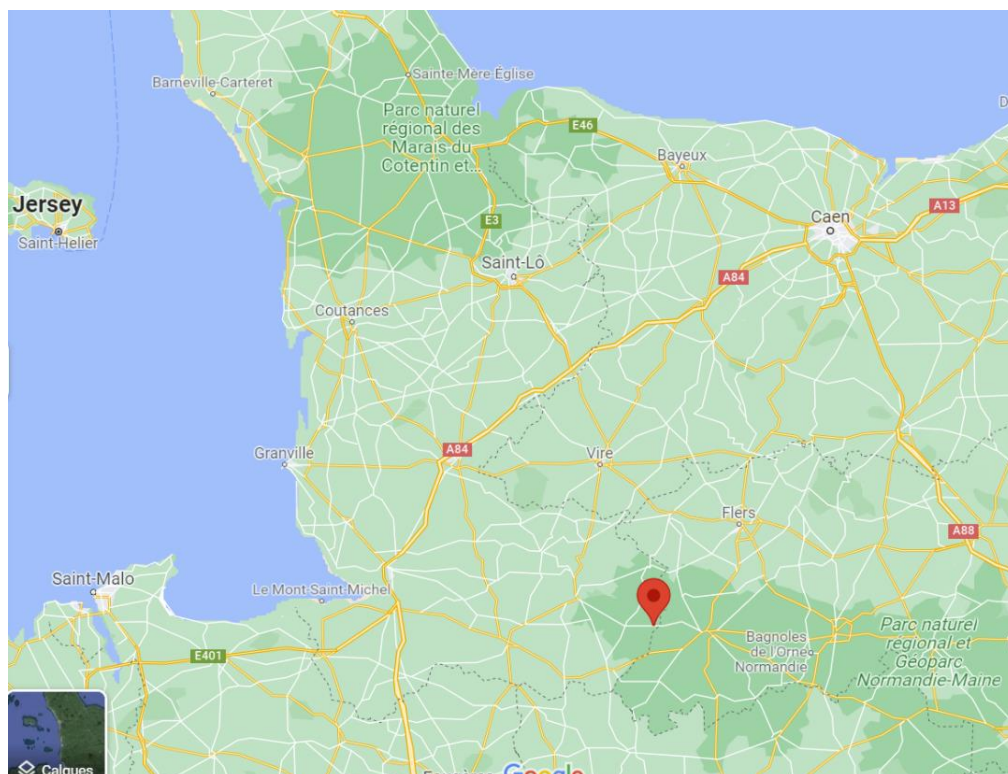 Sainte-Mère-Église
Barneville-Carteret
Parc naturel
régional des
Marais du
Cotentin et...
E46
Bayeux
Jersey
Saint-Helier
E3
A13
Caen
Saint-Lô
A84
Coutances
Granville
A84
Vire
Flers
A88
Saint-Malo
Le Mont Saint-Michel
E401
Bagnoles
de l'Orne
Normandie
Parc naturel
régional et
Géoparc
Normandie-Maine
Calques
Google